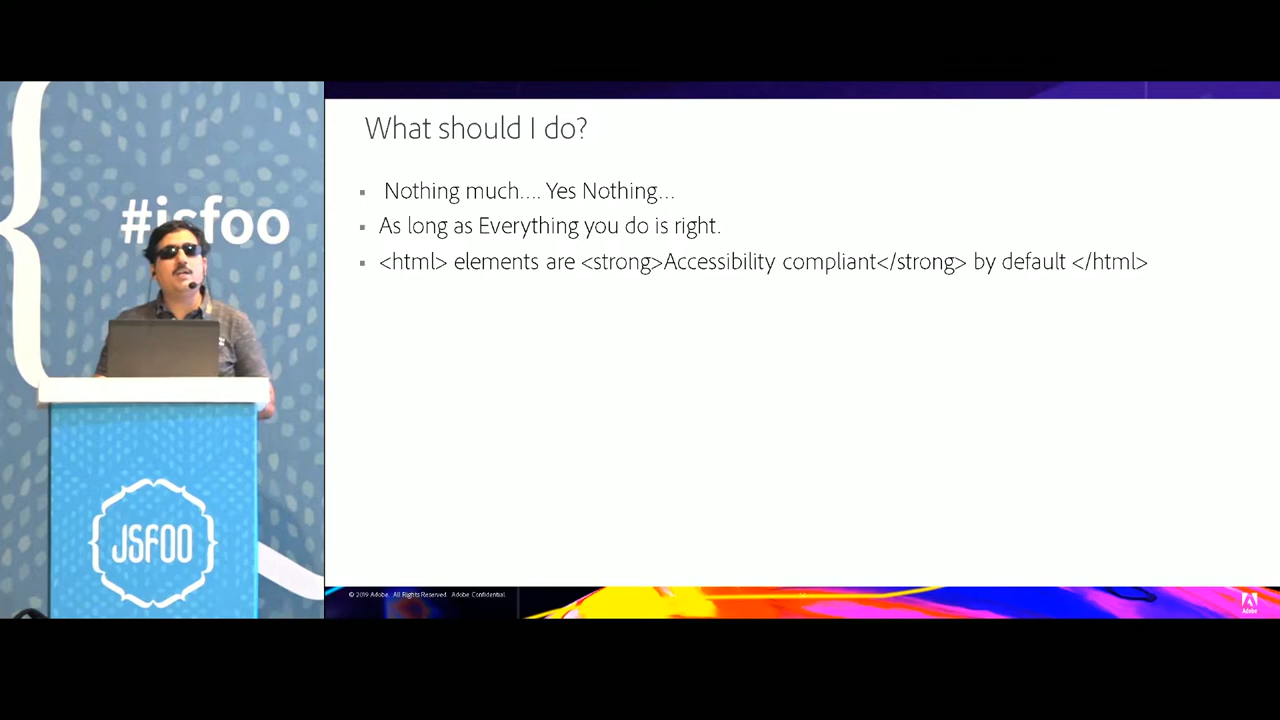 #jsfoo
JSFOO
What should I do?
Nothing much.... Yes Nothing...
As long as Everything you do is right.
<html> elements are <strong>Accessibility compliant</strong> by default </html>
© 2019 Adobe. All Rights Reserved. Adobe Confidential.
Adobe